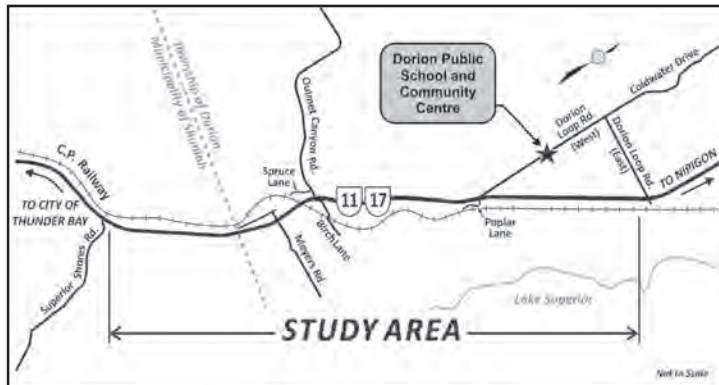 Township of Dorion
Municipality of Shuniah
Ouimet Canyon Rd.
Dorion Public
School and
Community
Centre
Coldwater Drive
Dorion
Loop Rd.
(West)
Dorion Loop Rd.
(East)
C.P. Railway
Spruce
Lane
11
17
TO NIPIGON
TO CITY OF
THUNDER BAY
Birch Lane
Poplar
Lane
Meyers Rd
Superior Shores Rd.
Lake Superior
STUDY AREA
Not to Scale